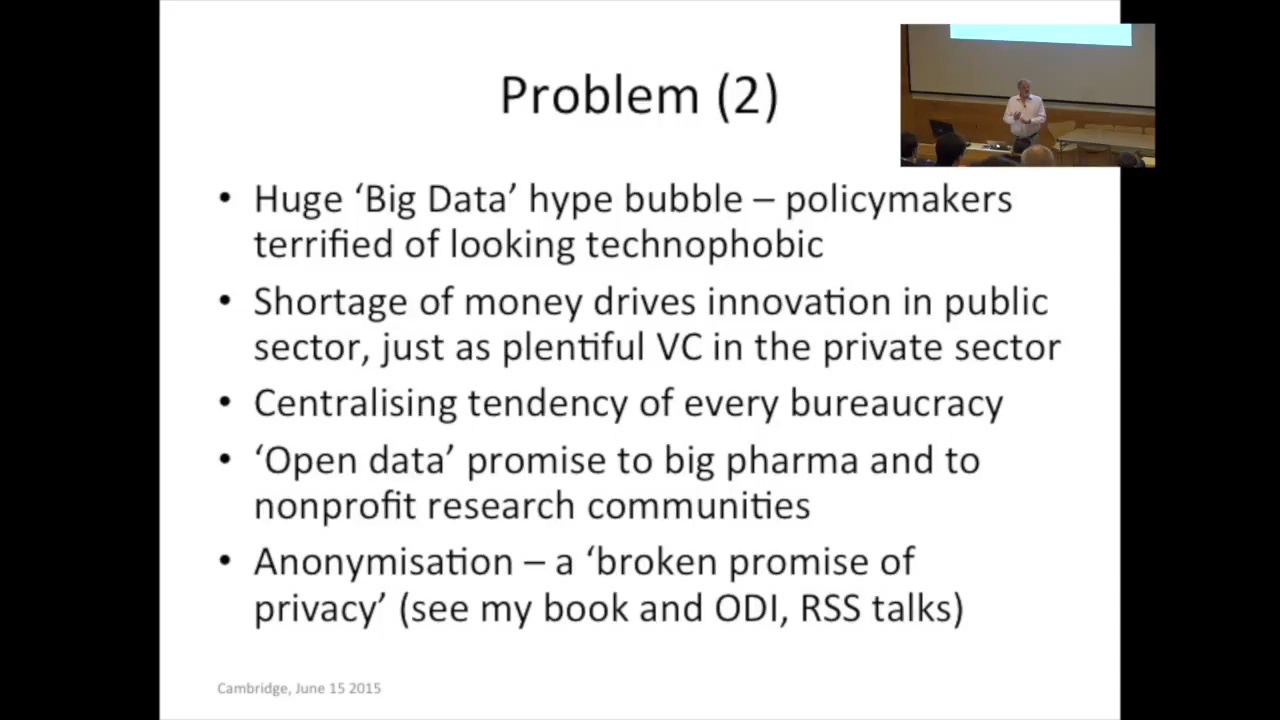 Problem (2)
• Huge ‘Big Data’ hype bubble – policymakers
terrified of looking technophobic
• Shortage of money drives innovation in public
sector, just as plentiful VC in the private sector
• Centralising tendency of every bureaucracy
• ‘Open data’ promise to big pharma and to
nonprofit research communities
• Anonymisation – a ‘broken promise of
privacy’ (see my book and ODI, RSS talks)
Cambridge, June 15 2015